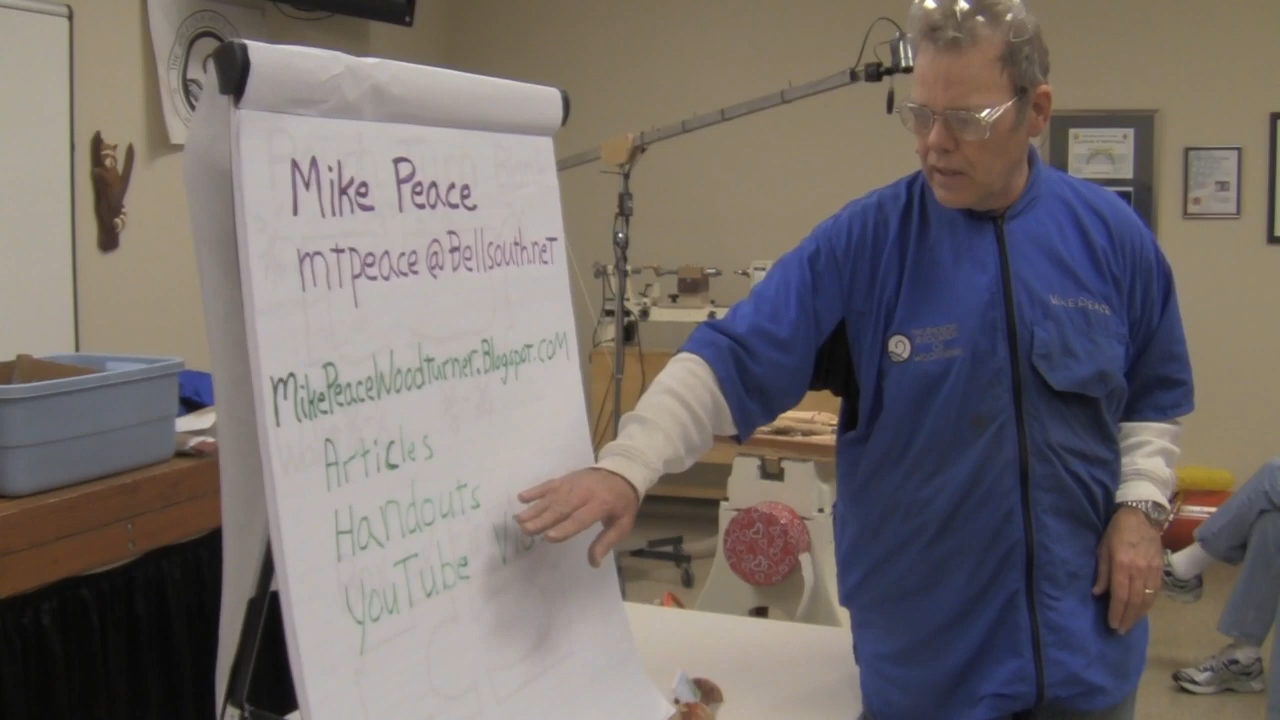 Mike Peace
mtpeace@Bellsouth.net
MikePeaceWoodturner.Blogspot.com
Articles
Handouts
YouTube
MIKE PEACE